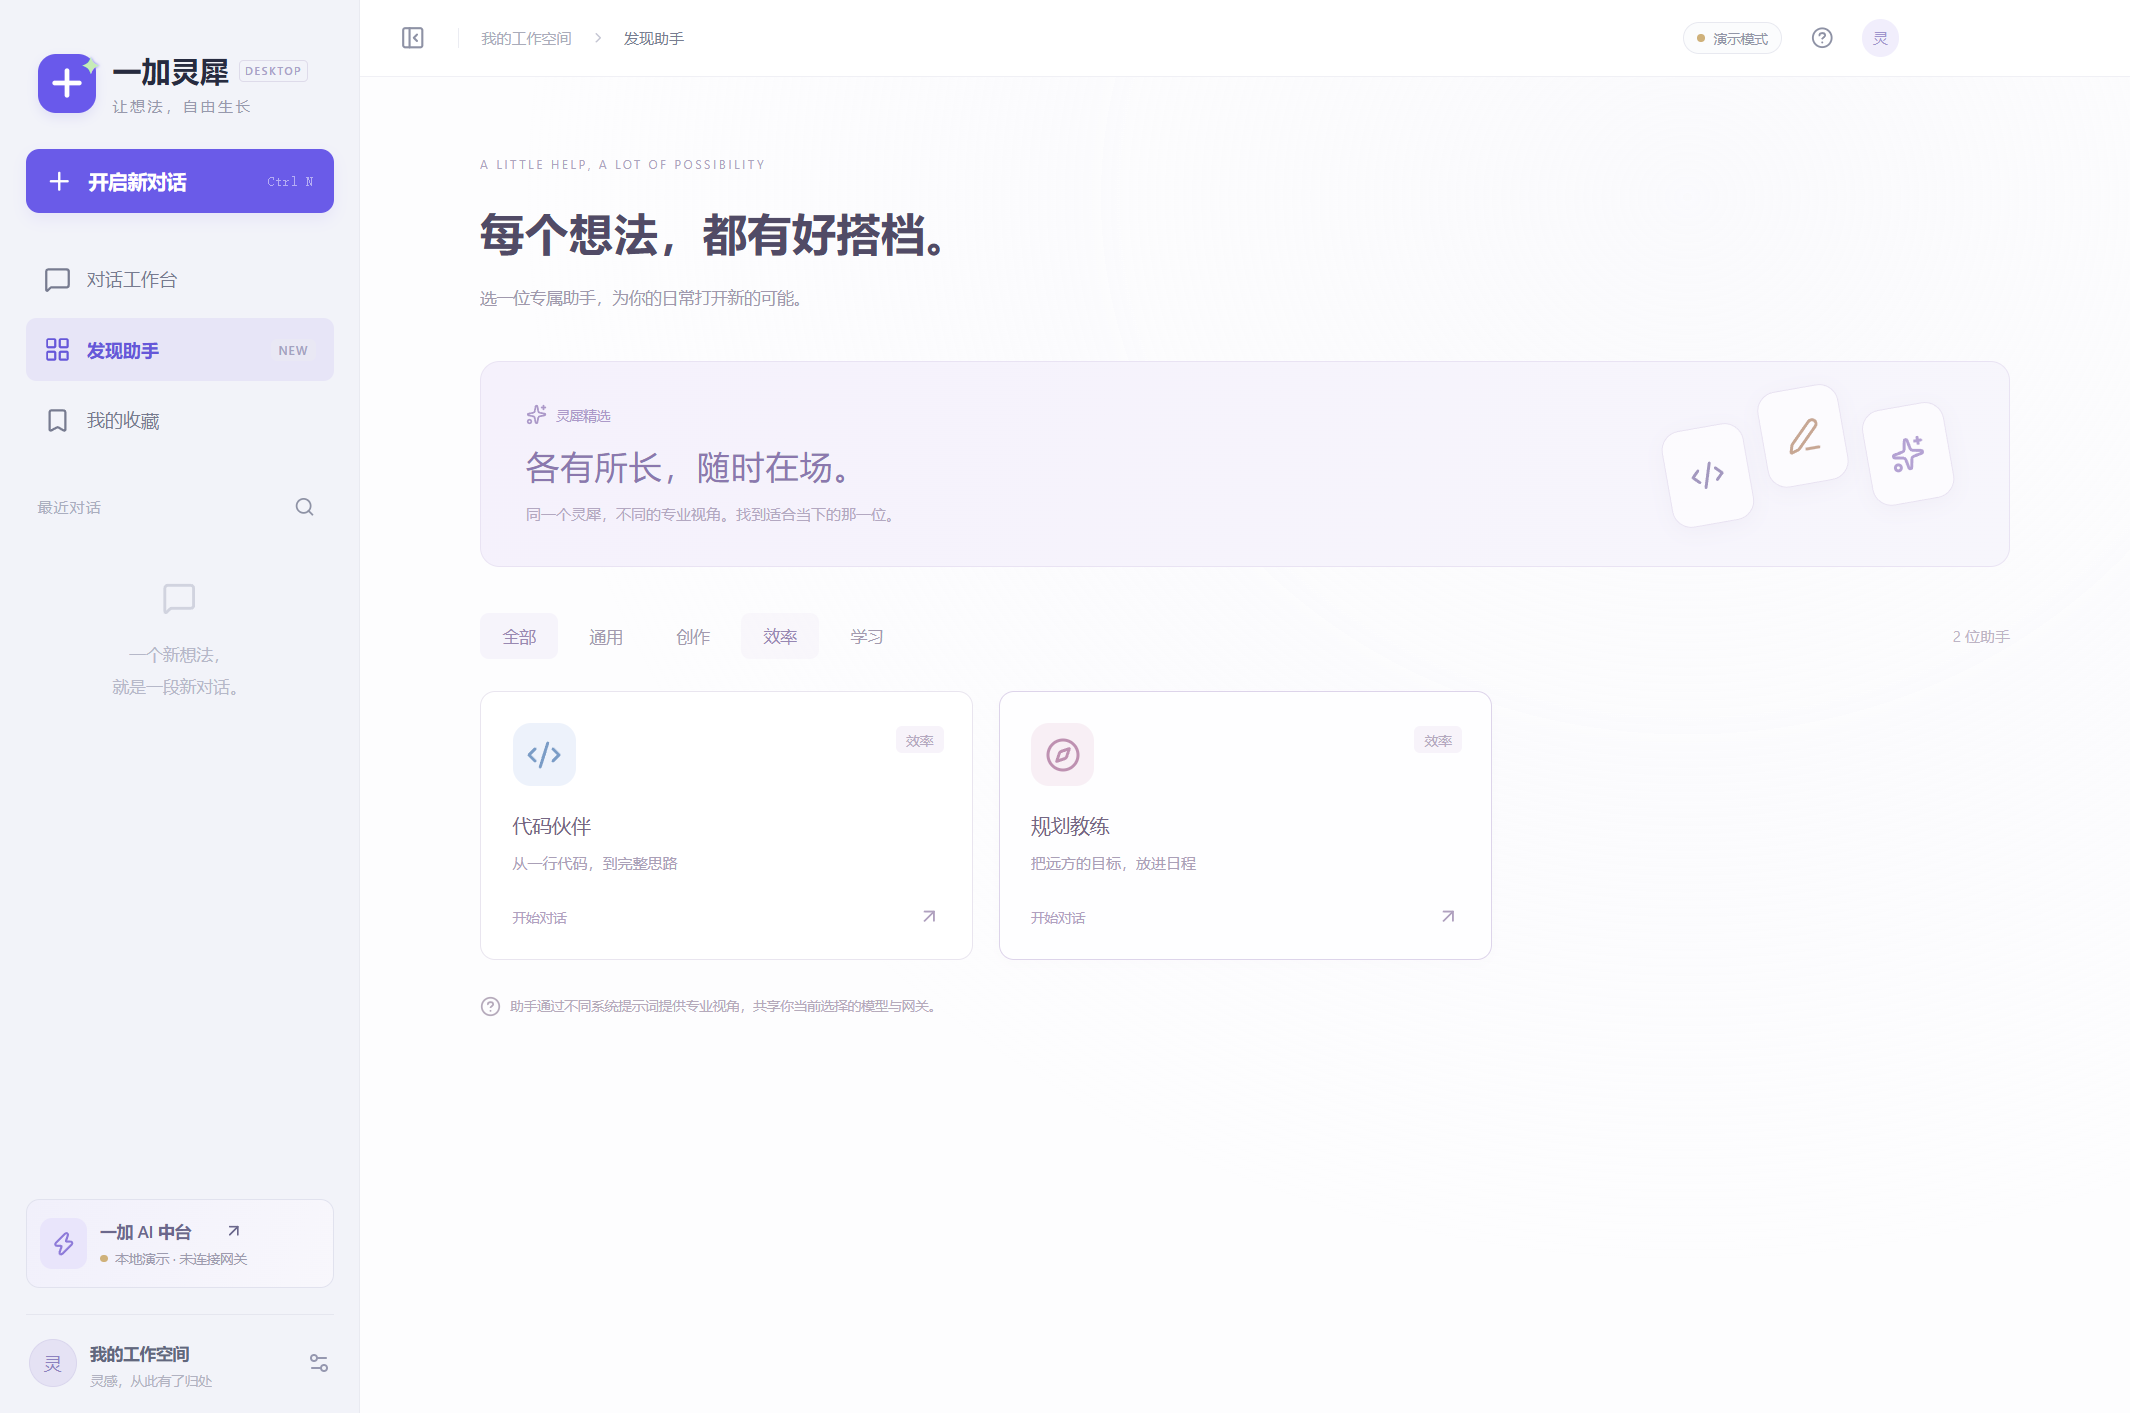 一加灵犀 DESKTOP
让想法，自由生长
开启新对话 Ctrl N
对话工作台
发现助手 NEW
我的收藏
最近对话
一个新想法，
就是一段新对话。
一加 AI 中台
本地演示 · 未连接网关
灵 我的工作空间
灵感，从此有了归处
我的工作空间 发现助手
演示模式 灵
A LITTLE HELP, A LOT OF POSSIBILITY
每个想法，都有好搭档。
选一位专属助手，为你的日常打开新的可能。
灵犀精选
各有所长，随时在场。
同一个灵犀，不同的专业视角。找到适合当下的那一位。
全部 通用 创作 效率 学习 2 位助手
效率
代码伙伴
从一行代码，到完整思路
开始对话
效率
规划教练
把远方的目标，放进日程
开始对话
助手通过不同系统提示词提供专业视角，共享你当前选择的模型与网关。